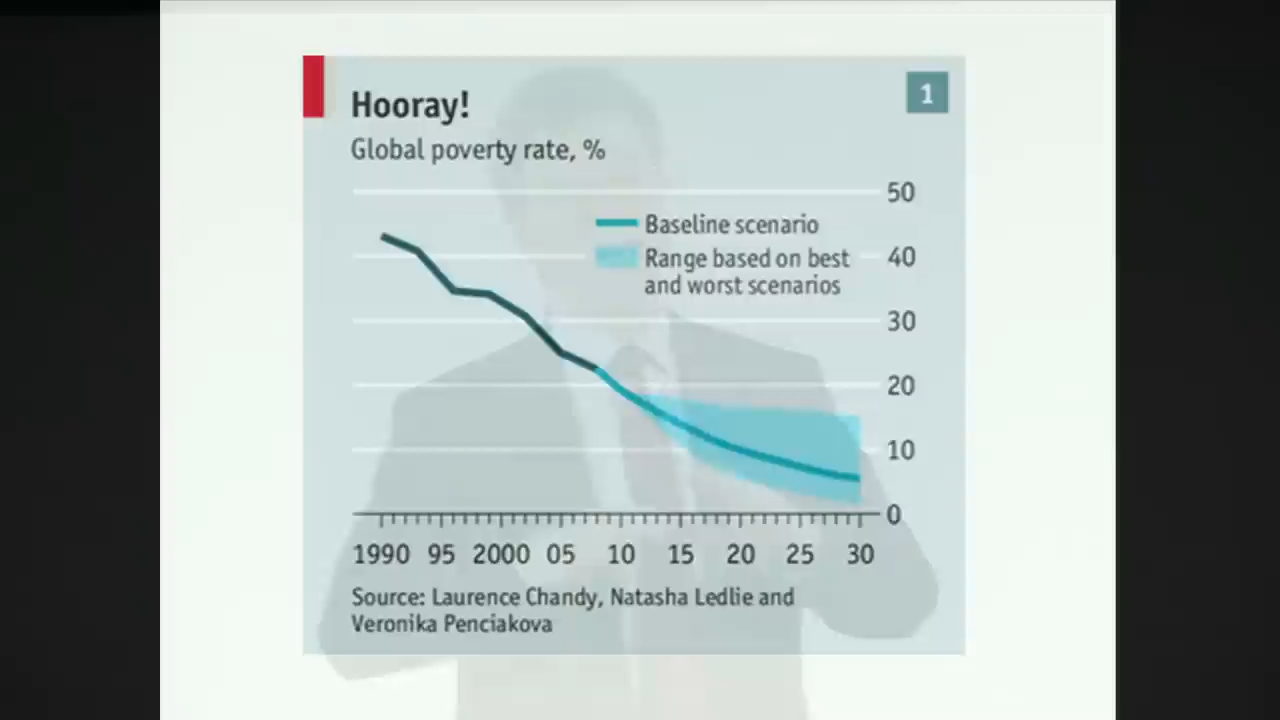 1
Hooray!
Global poverty rate, %
50
Baseline scenario
Range based on best
and worst scenarios
40
30
20
10
0
1990 95 2000 05 10 15 20 25 30
Source: Laurence Chandy, Natasha Ledlie and
Veronika Penciakova